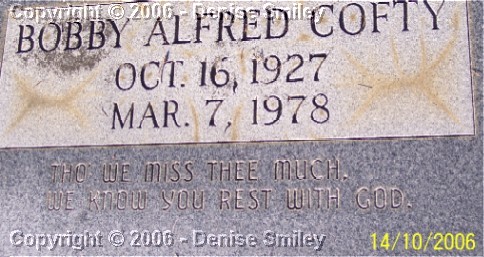 Copyright © 2006 - Denise Smiley
BOBBY ALFRED COFTY
OCT. 16, 1927
MAR. 7, 1978
THO WE MISS THEE MUCH,
WE KNOW YOU REST WITH GOD.
Copyright © 2006 - Denise Smiley
14/10/2006